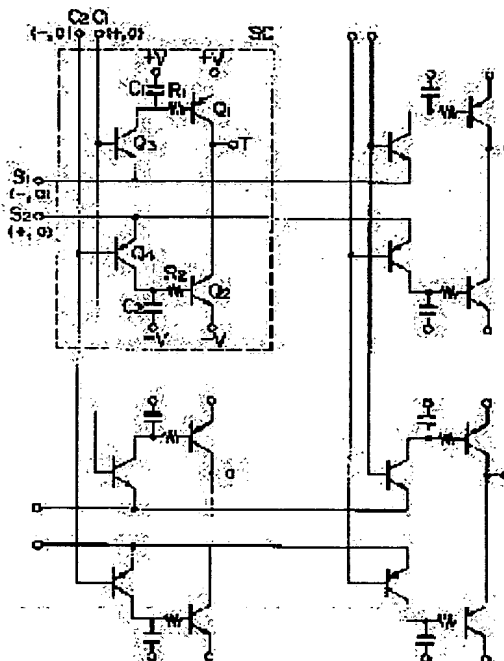 C2 C1
(-,0) (+,0)
SC
+V +V
C1 R1 Q1
Q3 T
S1
(-,0)
S2
(+,0)
Q4 R2
Q2
C2
-V -V